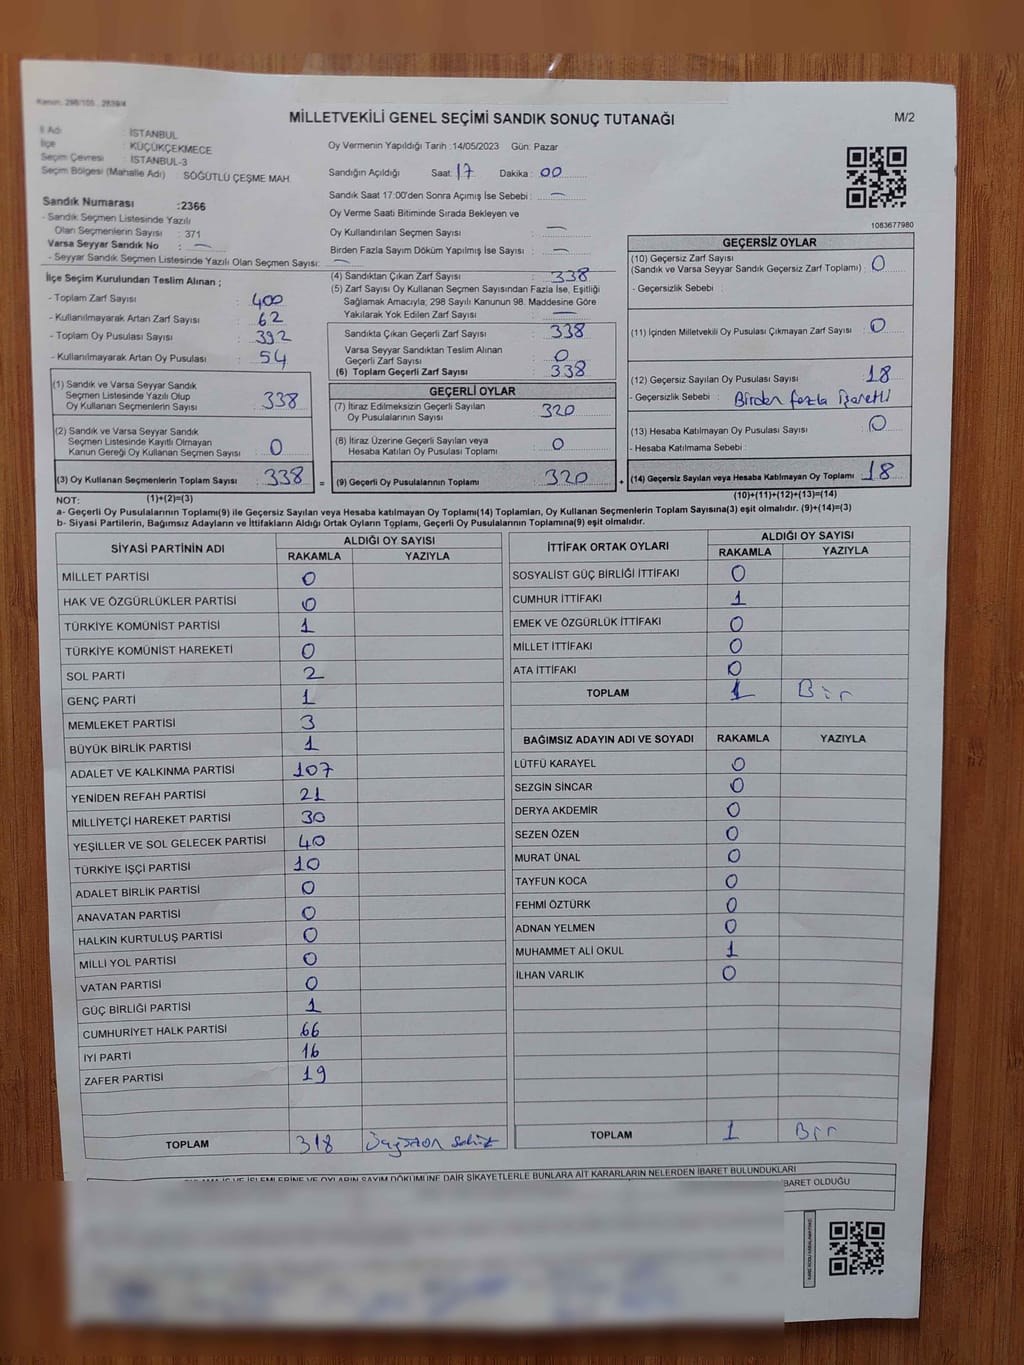 Kanun: 298/105 , 2839/4
MİLLETVEKİLİ GENEL SEÇİMİ SANDIK SONUÇ TUTANAĞI
M/2
İl Adı : İSTANBUL
İlçe : KÜÇÜKÇEKMECE
Seçim Çevresi : İSTANBUL-3
Seçim Bölgesi (Mahalle Adı) : SÖĞÜTLÜ ÇEŞME MAH.
Sandık Numarası :2366
- Sandık Seçmen Listesinde Yazılı
Olan Seçmenlerin Sayısı : 371
Varsa Seyyar Sandık No : —
- Seyyar Sandık Seçmen Listesinde Yazılı Olan Seçmen Sayısı: —
Oy Vermenin Yapıldığı Tarih :14/05/2023 Gün: Pazar
Sandığın Açıldığı Saat: 17 Dakika : 00
Sandık Saat 17:00'den Sonra Açımış İse Sebebi : —
Oy Verme Saati Bitiminde Sırada Bekleyen ve
Oy Kullandırılan Seçmen Sayısı : —
Birden Fazla Sayım Döküm Yapılmış İse Sayısı : —
1083677980
İlçe Seçim Kurulundan Teslim Alınan ;
- Toplam Zarf Sayısı : 400
- Kullanılmayarak Artan Zarf Sayısı : 62
- Toplam Oy Pusulası Sayısı : 392
- Kullanılmayarak Artan Oy Pusulası : 54
(4) Sandıktan Çıkan Zarf Sayısı : 338
(5) Zarf Sayısı Oy Kullanan Seçmen Sayısından Fazla İse, Eşitliği
Sağlamak Amacıyla; 298 Sayılı Kanunun 98. Maddesine Göre
Yakılarak Yok Edilen Zarf Sayısı : —
Sandıkta Çıkan Geçerli Zarf Sayısı : 338
Varsa Seyyar Sandıktan Teslim Alınan
Geçerli Zarf Sayısı : 0
(6) Toplam Geçerli Zarf Sayısı : 338
GEÇERSİZ OYLAR
(10) Geçersiz Zarf Sayısı
(Sandık ve Varsa Seyyar Sandık Geçersiz Zarf Toplamı) : 0
- Geçersizlik Sebebi :
(11) İçinden Milletvekili Oy Pusulası Çıkmayan Zarf Sayısı : 0
(12) Geçersiz Sayılan Oy Pusulası Sayısı : 18
- Geçersizlik Sebebi : Birden fazla işaretli
(13) Hesaba Katılmayan Oy Pusulası Sayısı : 0
- Hesaba Katılmama Sebebi :
(14) Geçersiz Sayılan veya Hesaba Katılmayan Oy Toplamı : 18
(10)+(11)+(12)+(13)=(14)
(1) Sandık ve Varsa Seyyar Sandık
Seçmen Listesinde Yazılı Olup
Oy Kullanan Seçmenlerin Sayısı : 338
(2) Sandık ve Varsa Seyyar Sandık
Seçmen Listesinde Kayıtlı Olmayan
Kanun Gereği Oy Kullanan Seçmen Sayısı : 0
(3) Oy Kullanan Seçmenlerin Toplam Sayısı : 338 =
(1)+(2)=(3)
GEÇERLİ OYLAR
(7) İtiraz Edilmeksizin Geçerli Sayılan
Oy Pusulalarının Sayısı : 320
(8) İtiraz Üzerine Geçerli Sayılan veya
Hesaba Katılan Oy Pusulası Toplamı : 0
(9) Geçerli Oy Pusulalarının Toplamı : 320 +
NOT:
a- Geçerli Oy Pusulaları Toplamı(9) ile Geçersiz Sayılan veya Hesaba katılmayan Oy Toplamı(14) Toplamları, Oy Kullanan Seçmenlerin Toplam Sayısına(3) eşit olmalıdır. (9)+(14)=(3)
b- Siyasi Partilerin, Bağımsız Adayların ve İttifakların Aldığı Ortak Oyların Toplamı, Geçerli Oy Pusulalarının Toplamına(9) eşit olmalıdır.
SİYASİ PARTİNİN ADI ALDIĞI OY SAYISI
RAKAMLA YAZIYLA
MİLLET PARTİSİ 0
HAK VE ÖZGÜRLÜKLER PARTİSİ 0
TÜRKİYE KOMÜNİST PARTİSİ 1
TÜRKİYE KOMÜNİST HAREKETİ 0
SOL PARTİ 2
GENÇ PARTİ 1
MEMLEKET PARTİSİ 3
BÜYÜK BİRLİK PARTİSİ 1
ADALET VE KALKINMA PARTİSİ 107
YENİDEN REFAH PARTİSİ 21
MİLLİYETÇİ HAREKET PARTİSİ 30
YEŞİLLER VE SOL GELECEK PARTİSİ 40
TÜRKİYE İŞÇİ PARTİSİ 10
ADALET BİRLİK PARTİSİ 0
ANAVATAN PARTİSİ 0
HALKIN KURTULUŞ PARTİSİ 0
MİLLİ YOL PARTİSİ 0
VATAN PARTİSİ 0
GÜÇ BİRLİĞİ PARTİSİ 1
CUMHURİYET HALK PARTİSİ 66
İYİ PARTİ 16
ZAFER PARTİSİ 19
TOPLAM 318
İTTİFAK ORTAK OYLARI ALDIĞI OY SAYISI
RAKAMLA YAZIYLA
SOSYALİST GÜÇ BİRLİĞİ İTTİFAKI 0
CUMHUR İTTİFAKI 1
EMEK VE ÖZGÜRLÜK İTTİFAKI 0
MİLLET İTTİFAKI 0
ATA İTTİFAKI 0
TOPLAM 1 Bir
BAĞIMSIZ ADAYIN ADI VE SOYADI RAKAMLA YAZIYLA
LÜTFÜ KARAYEL 0
SEZGİN SİNCAR 0
DERYA AKDEMİR 0
SEZEN ÖZEN 0
MURAT ÜNAL 0
TAYFUN KOCA 0
FEHMİ ÖZTÜRK 0
ADNAN YELMEN 0
MUHAMMET ALİ OKUL 1
İLHAN VARLIK 0
TOPLAM 1 Bir
İŞLEMLERİNE VE OYLARIN SAYIM DÖKÜMÜNE DAİR ŞİKAYETLERLE BUNLARA AİT KARARLARIN NELERDEN İBARET BULUNDUKLARI
İBARET OLDUĞU